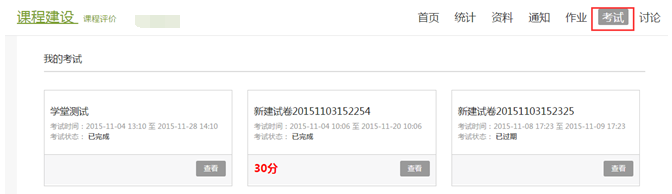 课程建设 课程评价
首页 统计 资料 通知 作业 考试 讨论
我的考试
学堂测试
考试时间：2015-11-04 13:10 至 2015-11-28 14:10
考试状态： 已完成
查看
新建试卷20151103152254
考试时间：2015-11-04 10:06 至 2015-11-20 10:06
考试状态： 已完成
30分
查看
新建试卷20151103152325
考试时间：2015-11-08 17:23 至 2015-11-09 17:23
考试状态： 已过期
查看